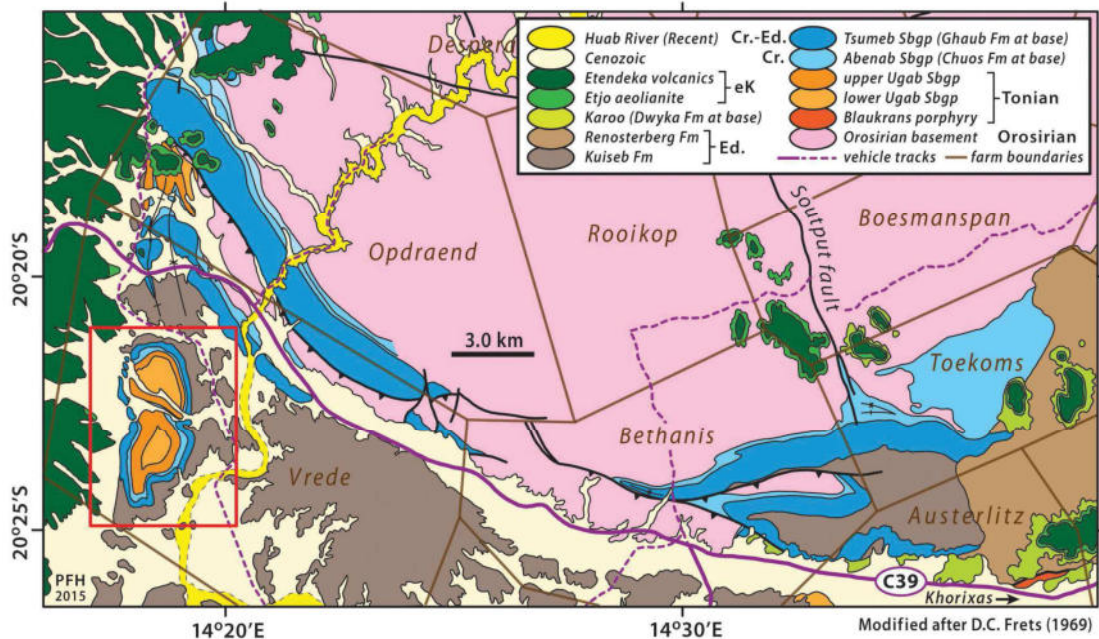 Huab River (Recent)
Cenozoic
Etendeka volcanics
Etjo aeolianite
eK
Karoo (Dwyka Fm at base)
Renosterberg Fm
Kuiseb Fm
Ed.
Cr.-Ed.
Tsumeb Sbgp (Ghaub Fm at base)
Cr.
Abenab Sbgp (Chuos Fm at base)
upper Ugab Sbgp
lower Ugab Sbgp
Blaukrans porphyry
Tonian
Orosirian basement
Orosirian
vehicle tracks
farm boundaries
Opdraend
Rooikop
Boesmanspan
Soutput fault
20°20'S
3.0 km
Toekoms
Bethanis
Vrede
Austerlitz
20°25'S
C39
PFH
2015
Khorixas
14°20'E
14°30'E
Modified after D.C. Frets (1969)